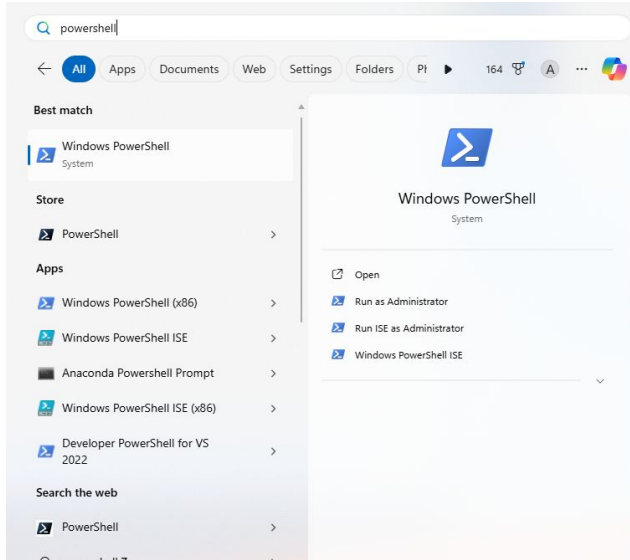 powershell
All Apps Documents Web Settings Folders 164 A ...
Best match
Windows PowerShell
System
Store
PowerShell
Apps
Windows PowerShell (x86)
Windows PowerShell ISE
Anaconda Powershell Prompt
Windows PowerShell ISE (x86)
Developer PowerShell for VS
2022
Search the web
PowerShell
Windows PowerShell
System
Open
Run as Administrator
Run ISE as Administrator
Windows PowerShell ISE